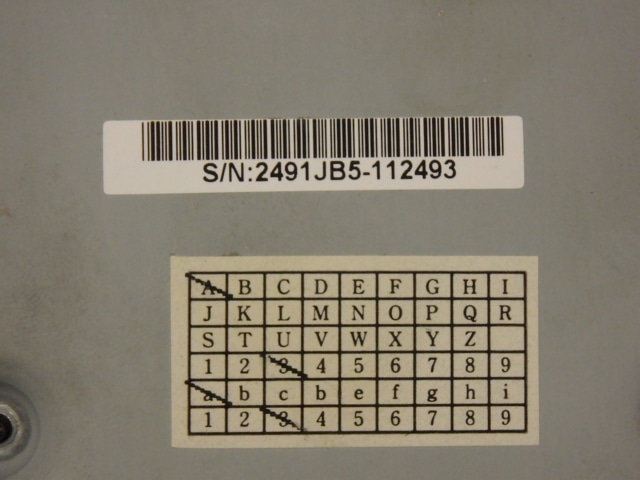 S/N:2491JB5-112493
A B C D E F G H I
J K L M N O P Q R
S T U V W X Y Z
1 2 3 4 5 6 7 8 9
a b c b e f g h i
1 2 3 4 5 6 7 8 9